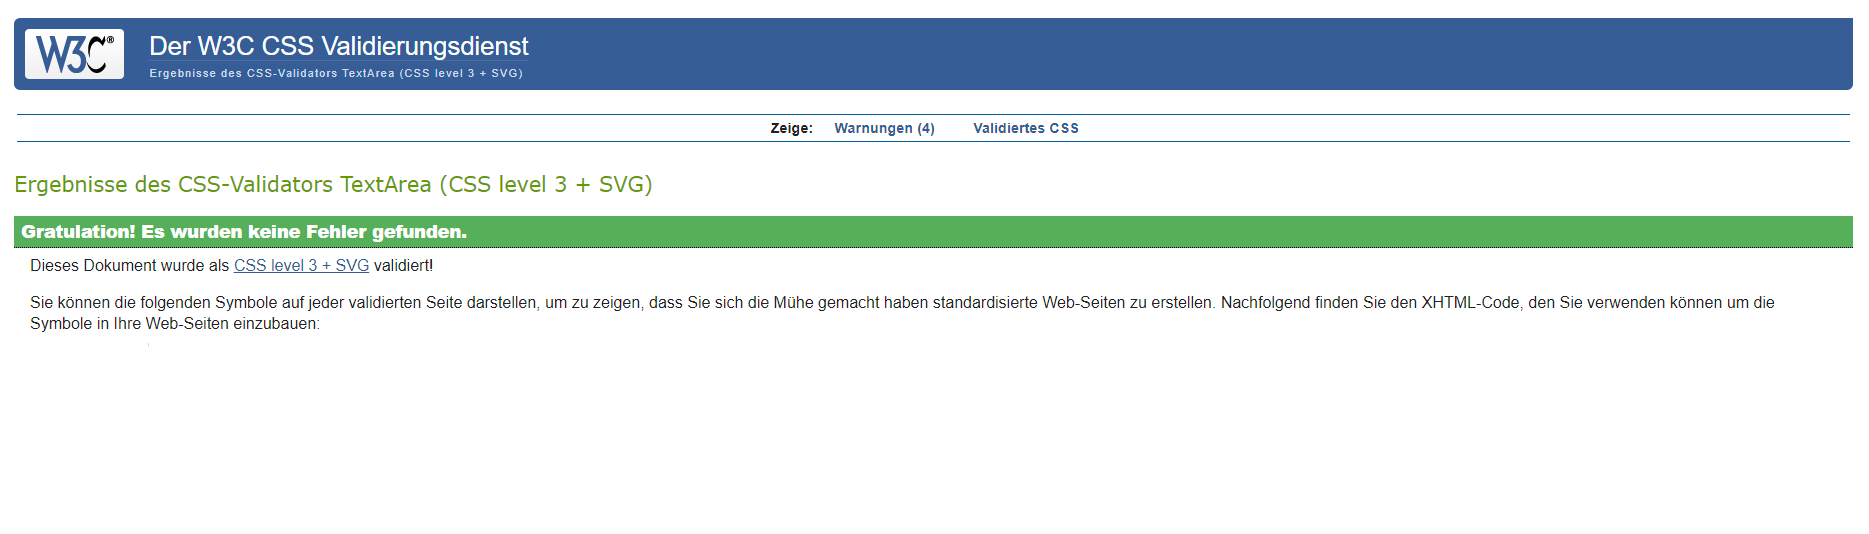 W3C®
Der W3C CSS Validierungsdienst
Ergebnisse des CSS-Validators TextArea (CSS level 3 + SVG)
Zeige: Warnungen (4) Validiertes CSS
Ergebnisse des CSS-Validators TextArea (CSS level 3 + SVG)
Gratulation! Es wurden keine Fehler gefunden.
Dieses Dokument wurde als CSS level 3 + SVG validiert!
Sie können die folgenden Symbole auf jeder validierten Seite darstellen, um zu zeigen, dass Sie sich die Mühe gemacht haben standardisierte Web-Seiten zu erstellen. Nachfolgend finden Sie den XHTML-Code, den Sie verwenden können um die
Symbole in Ihre Web-Seiten einzubauen: